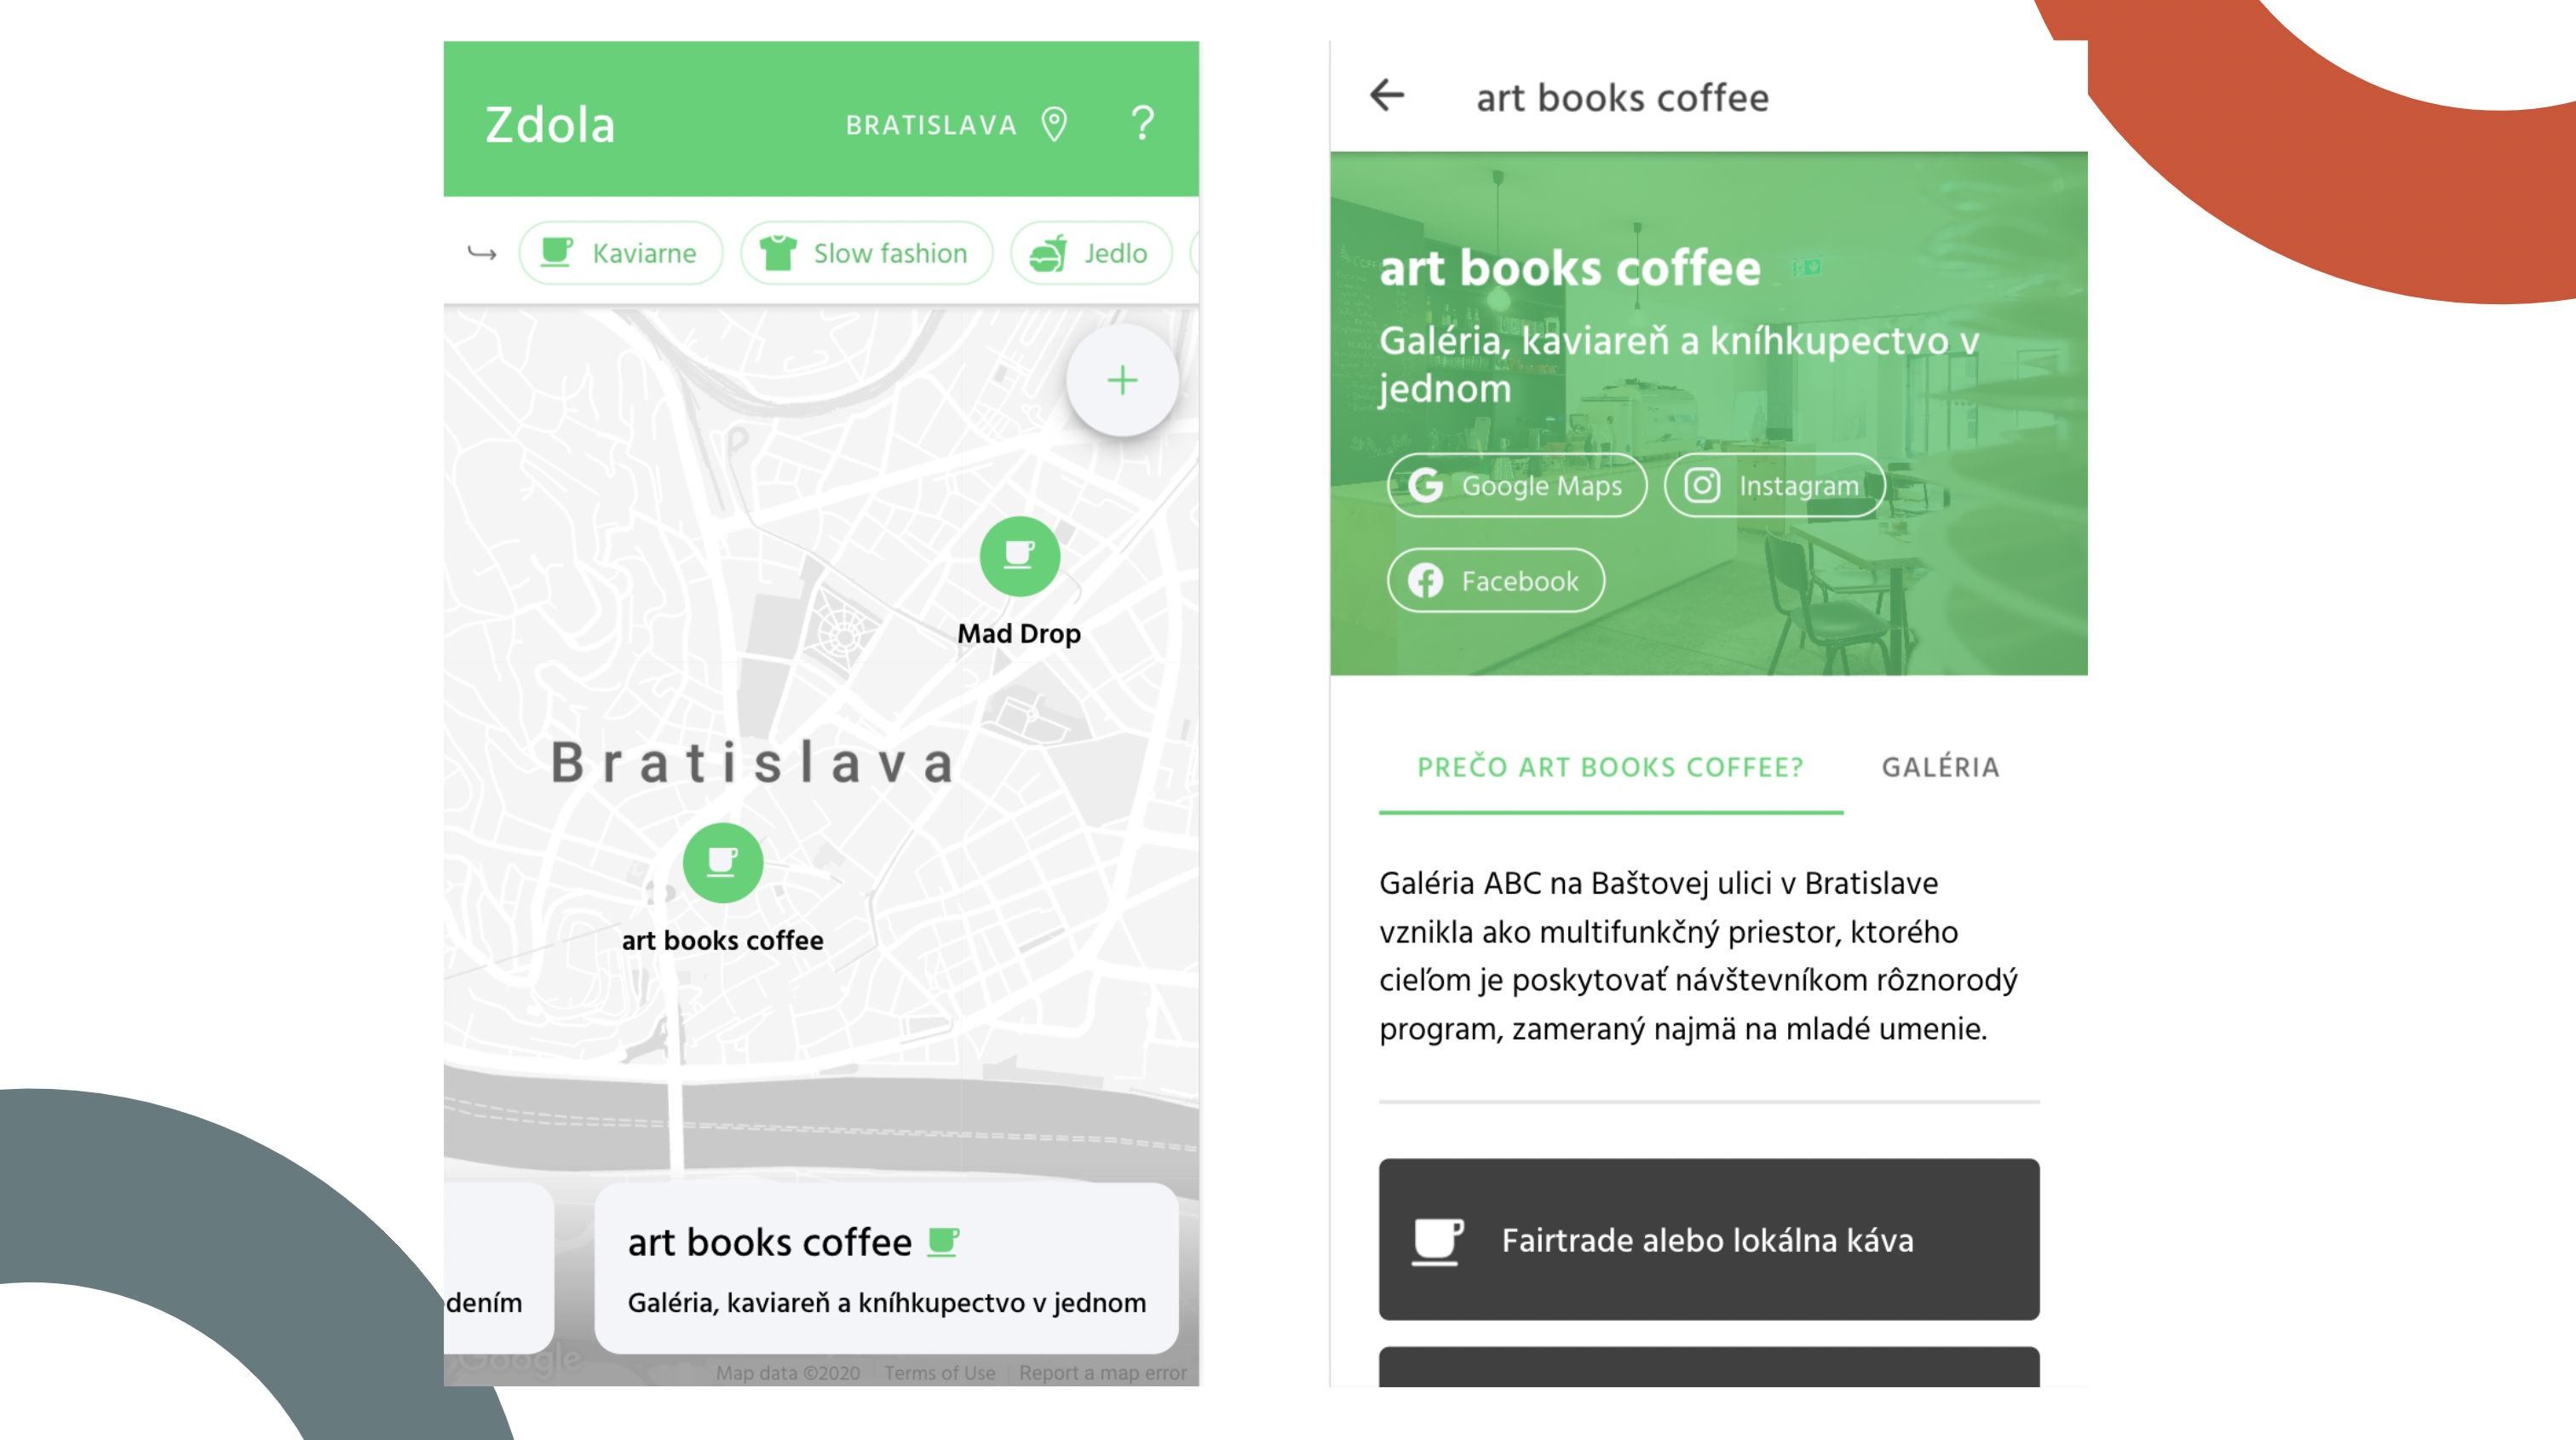 Zdola
BRATISLAVA
?
Kaviarne
Slow fashion
Jedlo
+
Mad Drop
Bratislava
art books coffee
denim
art books coffee
Galéria, kaviareň a kníhkupectvo v jednom
Google
Map data ©2020
Terms of Use
Report a map error
art books coffee
art books coffee
Galéria, kaviareň a kníhkupectvo v
jednom
Google Maps
Instagram
Facebook
PREČO ART BOOKS COFFEE?
GALÉRIA
Galéria ABC na Baštovej ulici v Bratislave
vznikla ako multifunkčný priestor, ktorého
cieľom je poskytovať návštevníkom rôznorodý
program, zameraný najmä na mladé umenie.
Fairtrade alebo lokálna káva